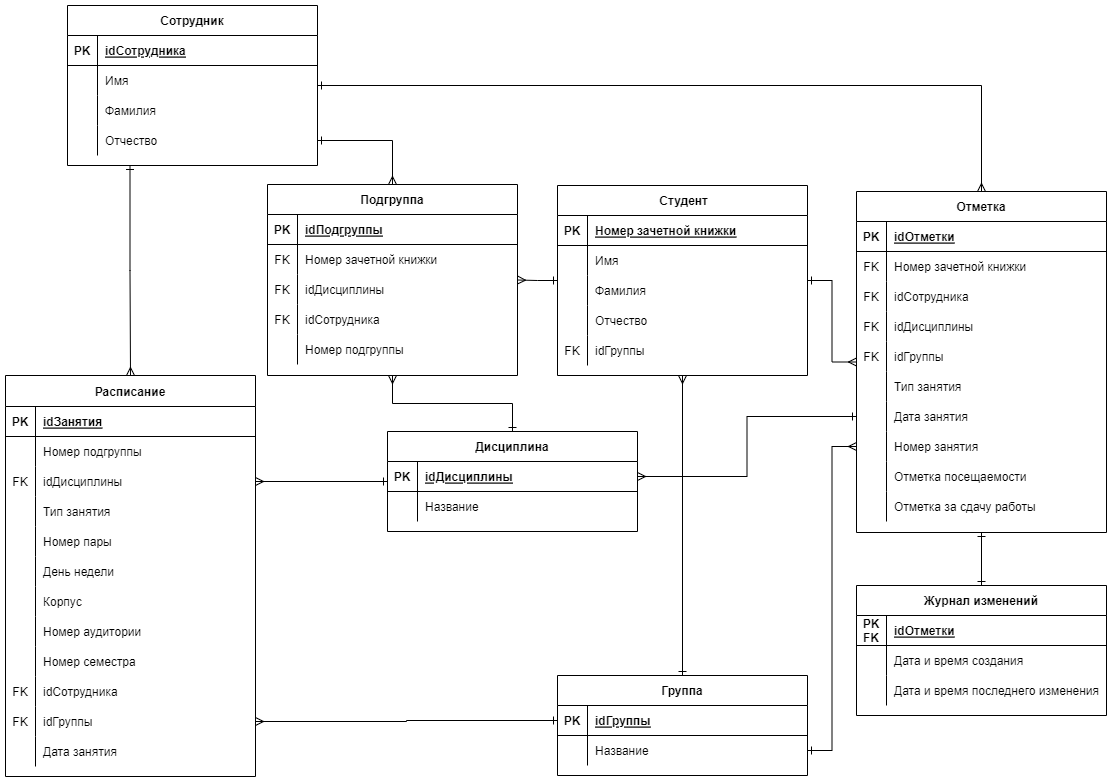 Сотрудник
PK idСотрудника
Имя
Фамилия
Отчество
Подгруппа
PK idПодгруппы
FK Номер зачетной книжки
FK idДисциплины
FK idСотрудника
Номер подгруппы
Студент
PK Номер зачетной книжки
Имя
Фамилия
Отчество
FK idГруппы
Отметка
PK idОтметки
FK Номер зачетной книжки
FK idСотрудника
FK idДисциплины
FK idГруппы
Тип занятия
Дата занятия
Номер занятия
Отметка посещаемости
Отметка за сдачу работы
Расписание
PK idЗанятия
Номер подгруппы
FK idДисциплины
Тип занятия
Номер пары
День недели
Корпус
Номер аудитории
Номер семестра
FK idСотрудника
FK idГруппы
Дата занятия
Дисциплина
PK idДисциплины
Название
Журнал изменений
PK
FK idОтметки
Дата и время создания
Дата и время последнего изменения
Группа
PK idГруппы
Название